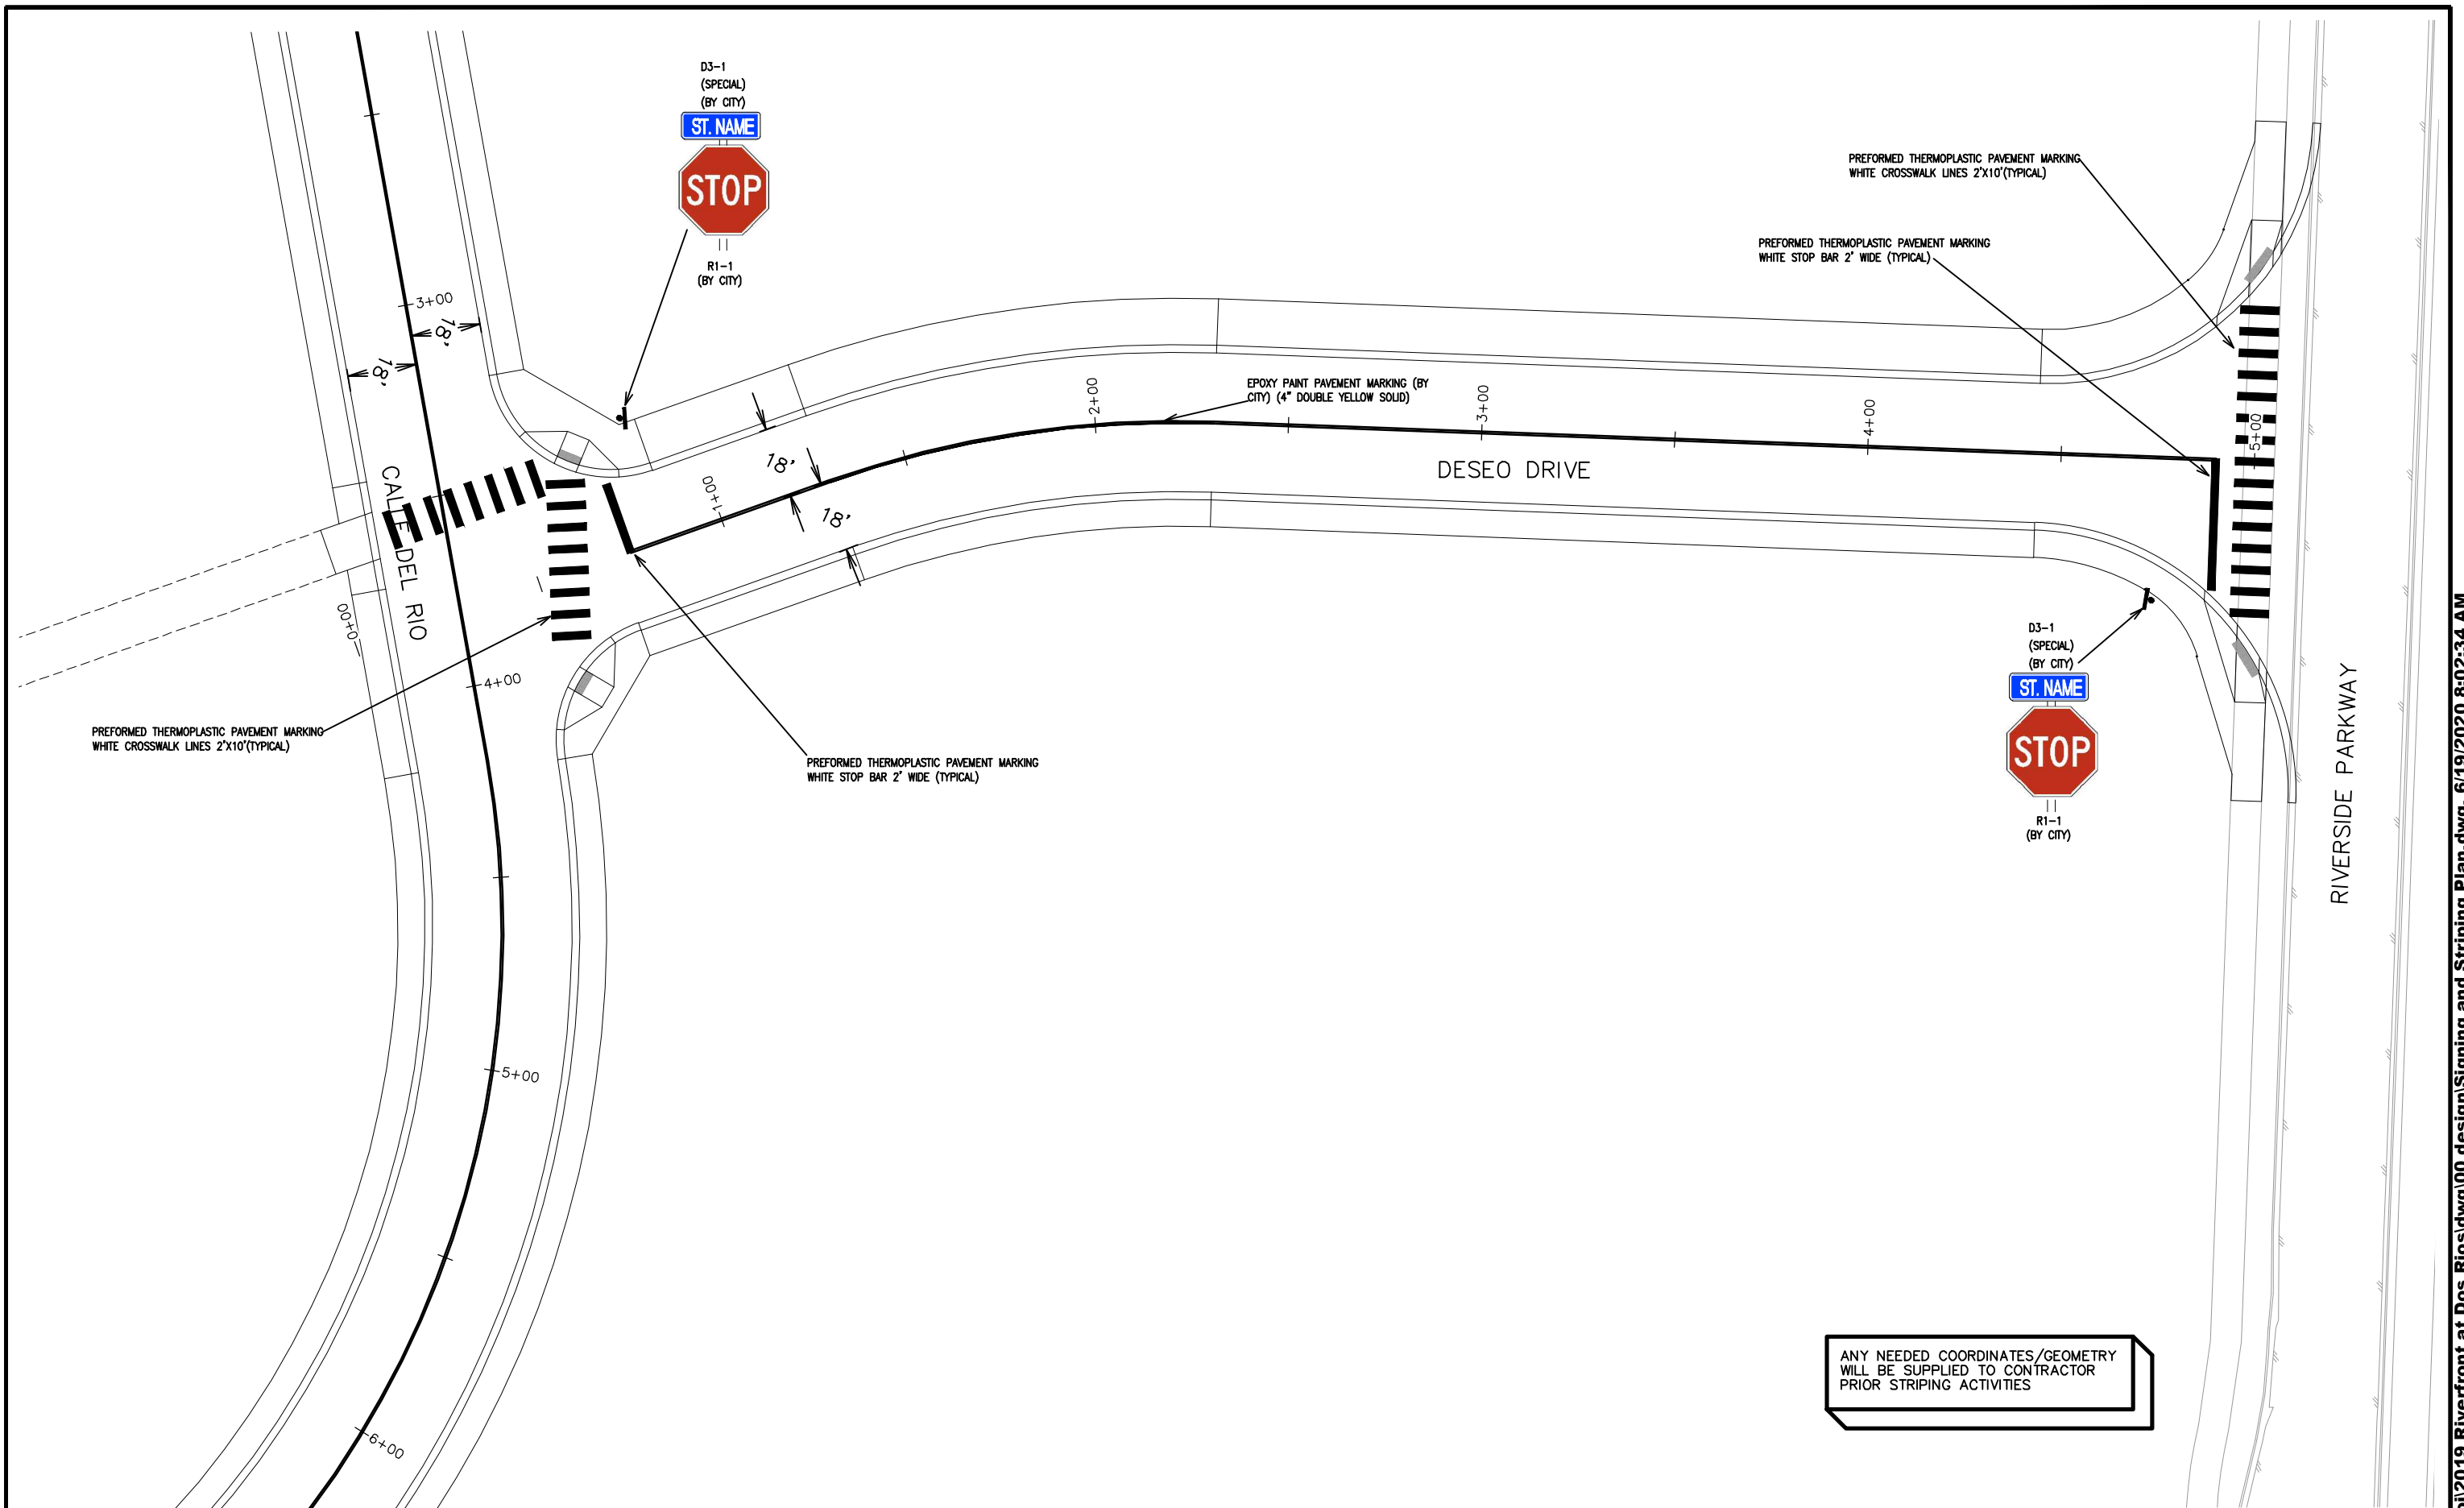 D3-1
(SPECIAL)
(BY CITY)
ST. NAME
STOP
R1-1
(BY CITY)
PREFORMED THERMOPLASTIC PAVEMENT MARKING
WHITE CROSSWALK LINES 2'X10'(TYPICAL)
PREFORMED THERMOPLASTIC PAVEMENT MARKING
WHITE STOP BAR 2' WIDE (TYPICAL)
3+00
18'
18'
EPOXY PAINT PAVEMENT MARKING (BY
CITY) (4" DOUBLE YELLOW SOLID)
2+00
3+00
4+00
5+00
DESEO DRIVE
18'
1+00
18'
CALLE DEL RIO
0+00
4+00
PREFORMED THERMOPLASTIC PAVEMENT MARKING
WHITE CROSSWALK LINES 2'X10'(TYPICAL)
PREFORMED THERMOPLASTIC PAVEMENT MARKING
WHITE STOP BAR 2' WIDE (TYPICAL)
D3-1
(SPECIAL)
(BY CITY)
ST. NAME
STOP
R1-1
(BY CITY)
RIVERSIDE PARKWAY
5+00
6+00
ANY NEEDED COORDINATES/GEOMETRY
WILL BE SUPPLIED TO CONTRACTOR
PRIOR STRIPING ACTIVITIES
\2019 Riverfront at Dos Rios\dwg\00 design\Signing and Striping Plan.dwg, 6/19/2020 8:02:34 AM